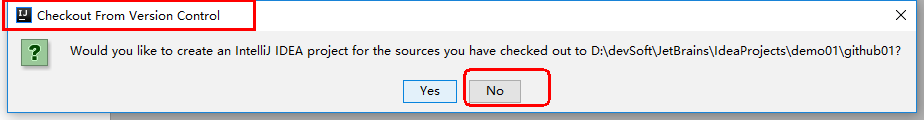 IJ Checkout From Version Control
Would you like to create an IntelliJ IDEA project for the sources you have checked out to D:\devSoft\JetBrains\IdeaProjects\demo01\github01?
Yes No